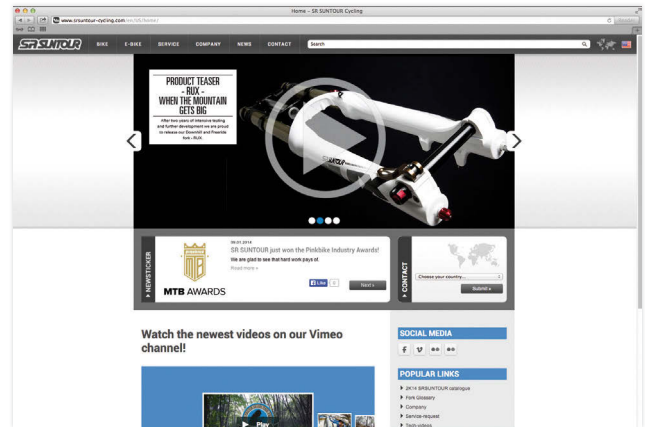 Home – SR SUNTOUR Cycling
www.srsuntour-cycling.com
SR SUNTOUR
BIKE E-BIKE SERVICE COMPANY NEWS CONTACT Search
PRODUCT TEASER
- RUX -
WHEN THE MOUNTAIN
GETS BIG
After two years of intensive testing
and further development we are proud
to release our Downhill and Freeride
fork - RUX.
SR SUNTOUR
NEWSTICKER
MTB
MTB AWARDS
SR SUNTOUR just won the Pinkbike Industry Awards!
We are glad to see that hard work pays of.
Read more »
Like 0
Next »
CONTACT
Choose your country...
Submit »
Watch the newest videos on our Vimeo
channel!
Play
SOCIAL MEDIA
POPULAR LINKS
2K14 SRSUNTOUR catalogue
Fork Glossary
Company
Service-request
Tech-videos